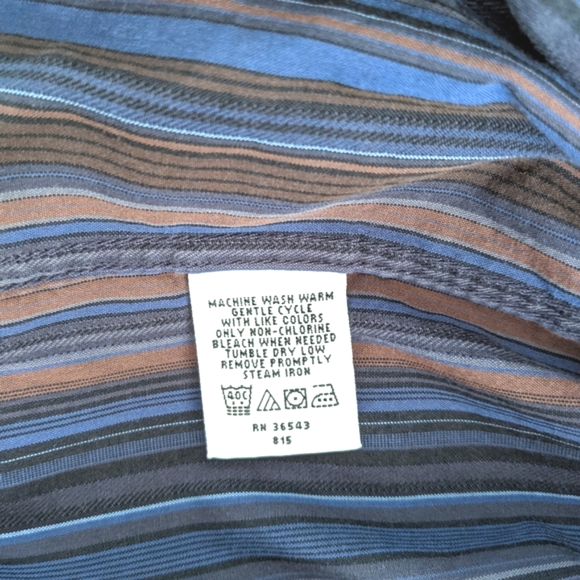 MACHINE WASH WARM
GENTLE CYCLE
WITH LIKE COLORS
ONLY NON-CHLORINE
BLEACH WHEN NEEDED
TUMBLE DRY LOW
REMOVE PROMPTLY
STEAM IRON
40C
RN 36543
815